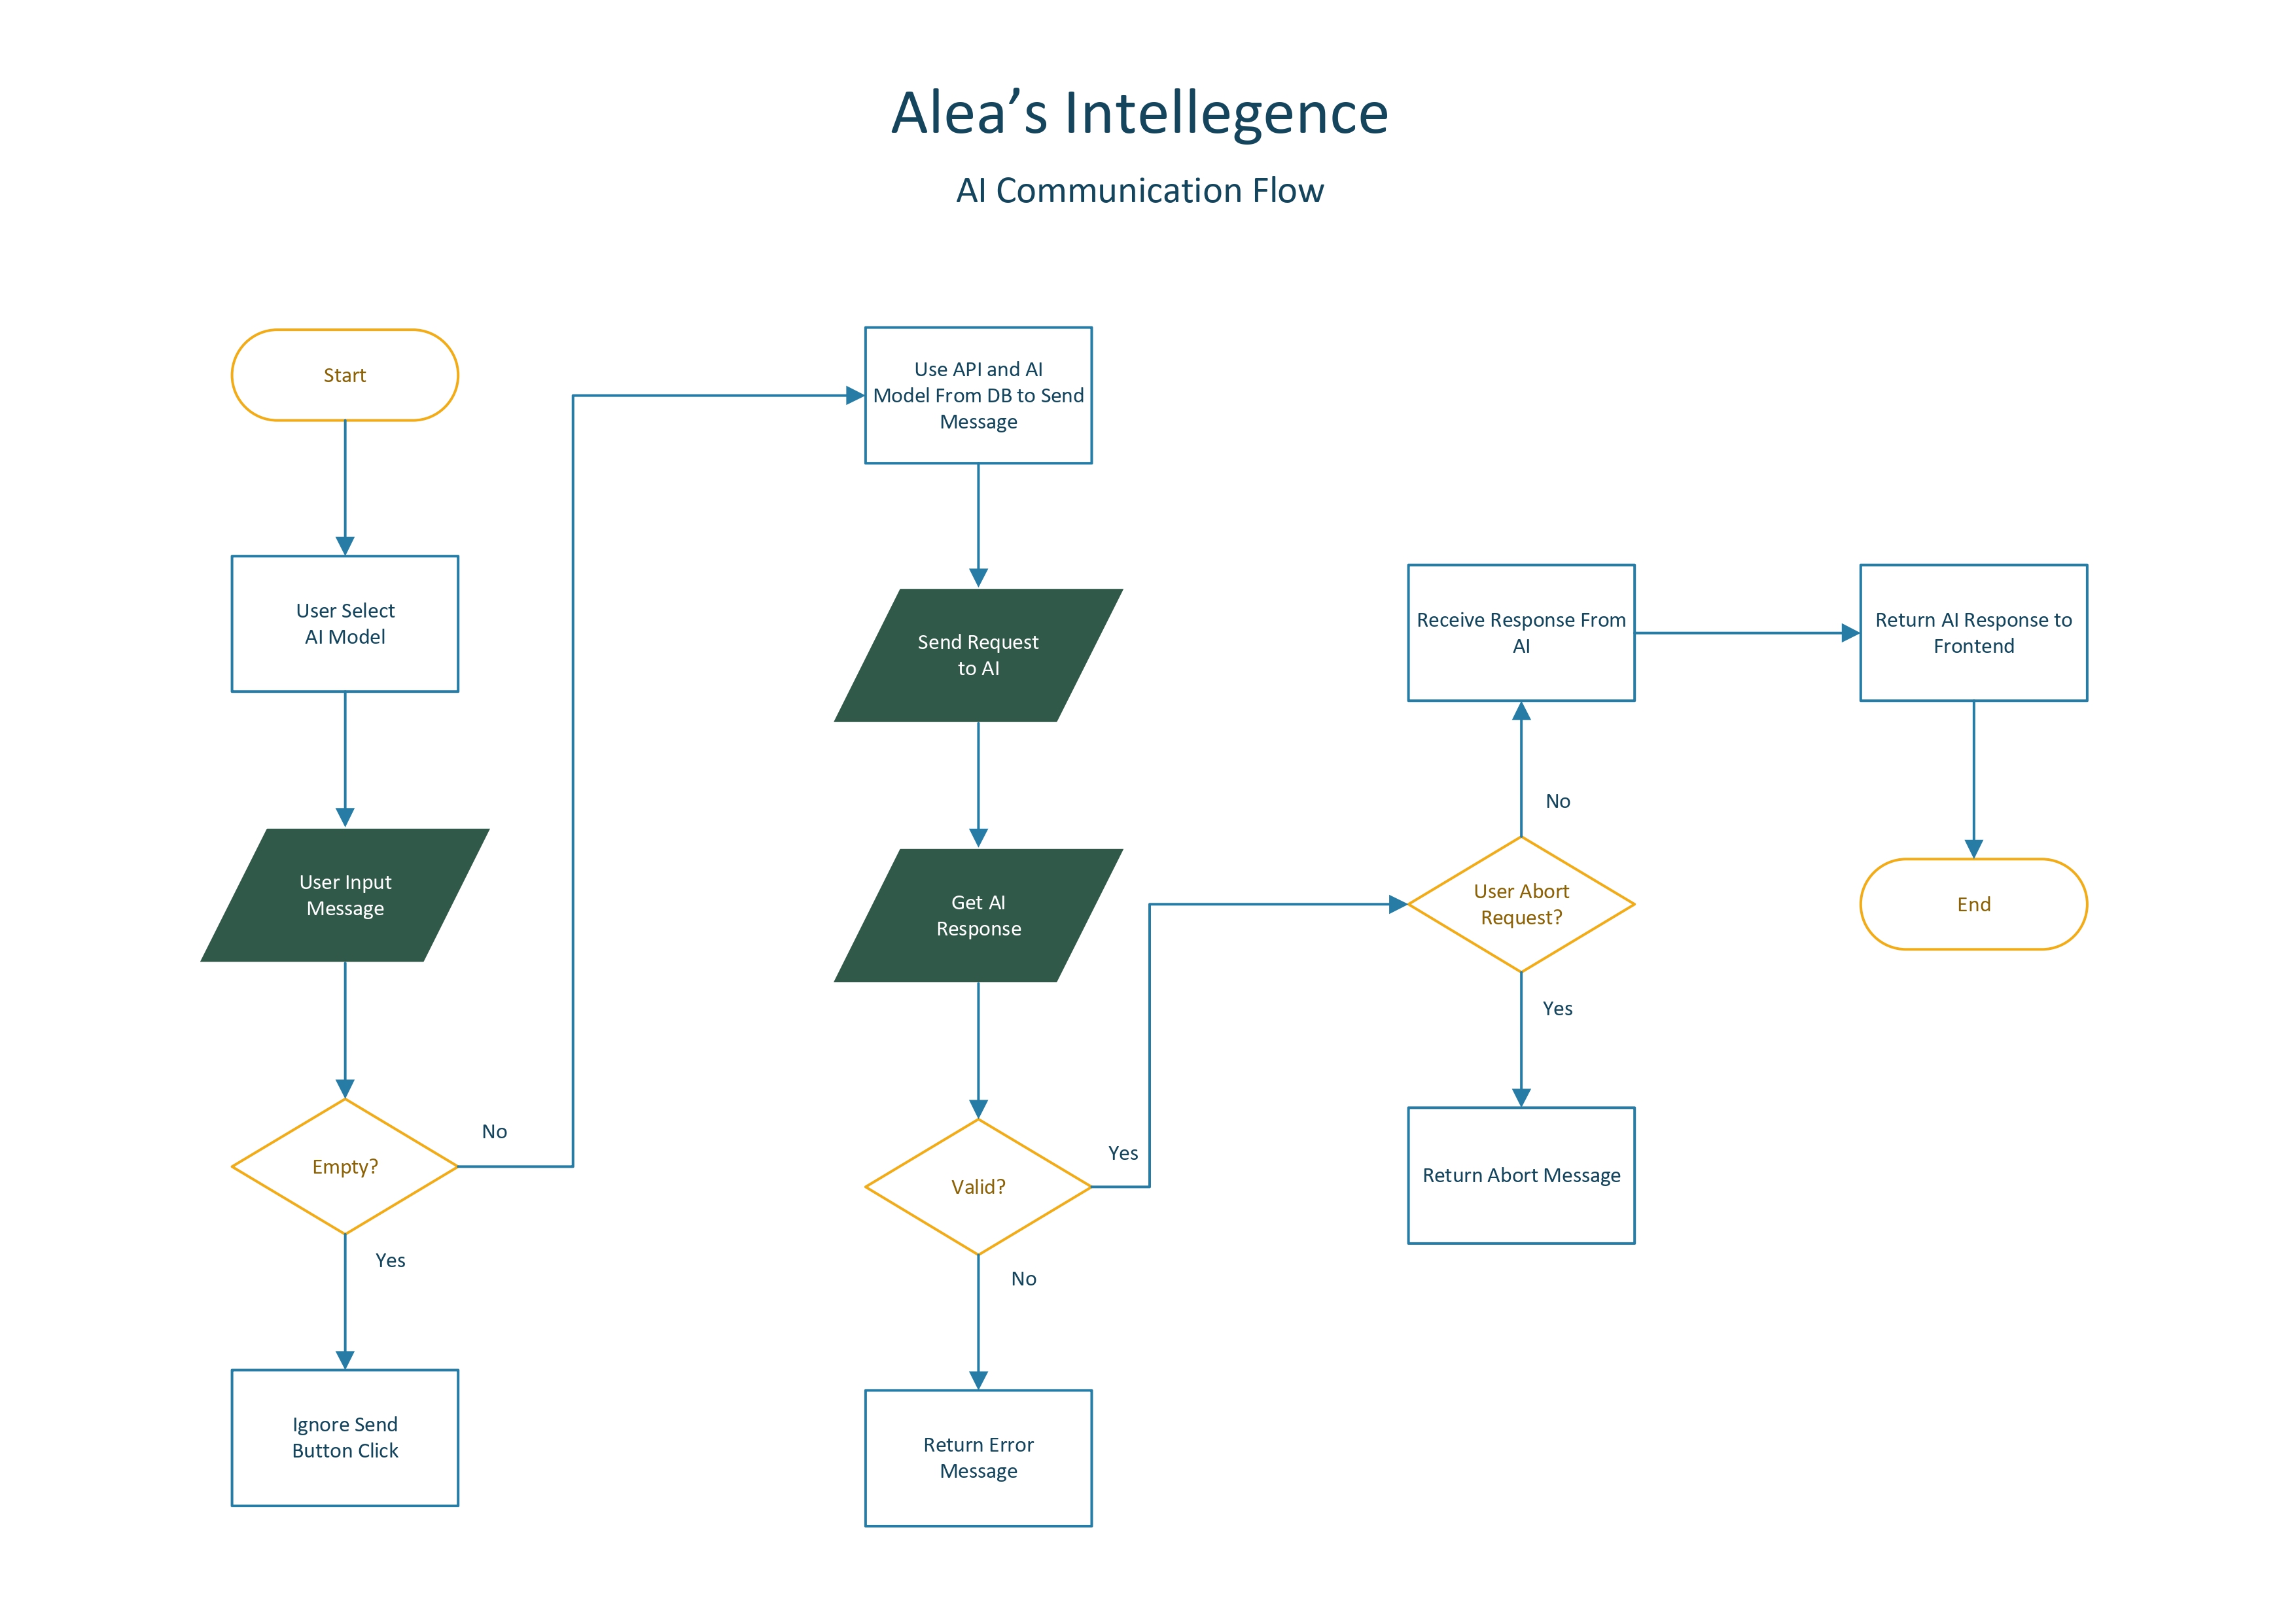 Alea’s Intellegence
AI Communication Flow
Start
User Select
AI Model
User Input
Message
Empty?
No
Yes
Ignore Send
Button Click
Use API and AI
Model From DB to Send
Message
Send Request
to AI
Get AI
Response
Valid?
Yes
No
Return Error
Message
User Abort
Request?
No
Yes
Receive Response From
AI
Return Abort Message
Return AI Response to
Frontend
End